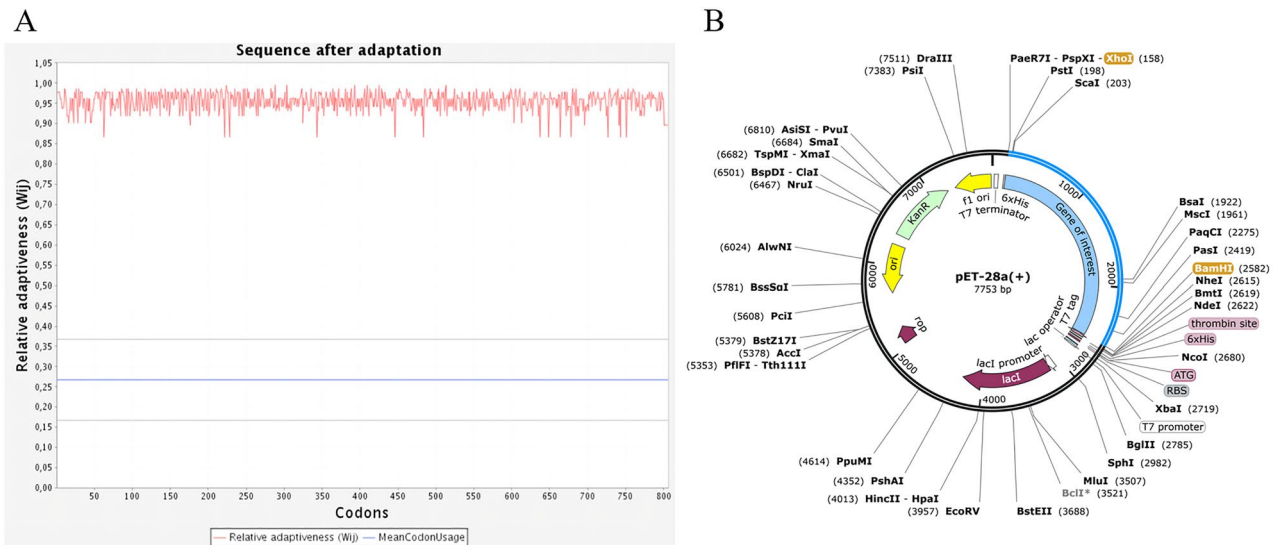 A
Sequence after adaptation
Relative adaptiveness (Wij)
1,05
1,00
0,95
0,90
0,85
0,80
0,75
0,70
0,65
0,60
0,55
0,50
0,45
0,40
0,35
0,30
0,25
0,20
0,15
0,10
0,05
0,00
50 100 150 200 250 300 350 400 450 500 550 600 650 700 750 800
Codons
Relative adaptiveness (Wij) MeanCodonUsage
B
(7511) DraIII
(7383) PsiI
(6810) AsiSI - PvuI
(6684) SmaI
(6682) TspMI - XmaI
(6501) BspDI - ClaI
(6467) NruI
(6024) AlwNI
(5781) BssSαI
(5608) PciI
(5379) BstZ17I
(5378) AccI
(5353) PflFI - Tth111I
(4614) PpuMI
(4352) PshAI
(4013) HincII - HpaI
(3957) EcoRV
PaeR7I - PspXI - XhoI (158)
PstI (198)
ScaI (203)
BsaI (1922)
MscI (1961)
PaqCI (2275)
PasI (2419)
BamHI (2582)
NheI (2615)
BmtI (2619)
NdeI (2622)
thrombin site
6xHis
NcoI (2680)
ATG
RBS
XbaI (2719)
T7 promoter
BglII (2785)
SphI (2982)
MluI (3507)
BclI* (3521)
BstEII (3688)
1000
2000
3000
4000
5000
6000
7000
f1 ori
6xHis
T7 terminator
KanR
ori
Gene of interest
pET-28a(+)
7753 bp
rop
T7 tag
lac operator
lacI promoter
lacI